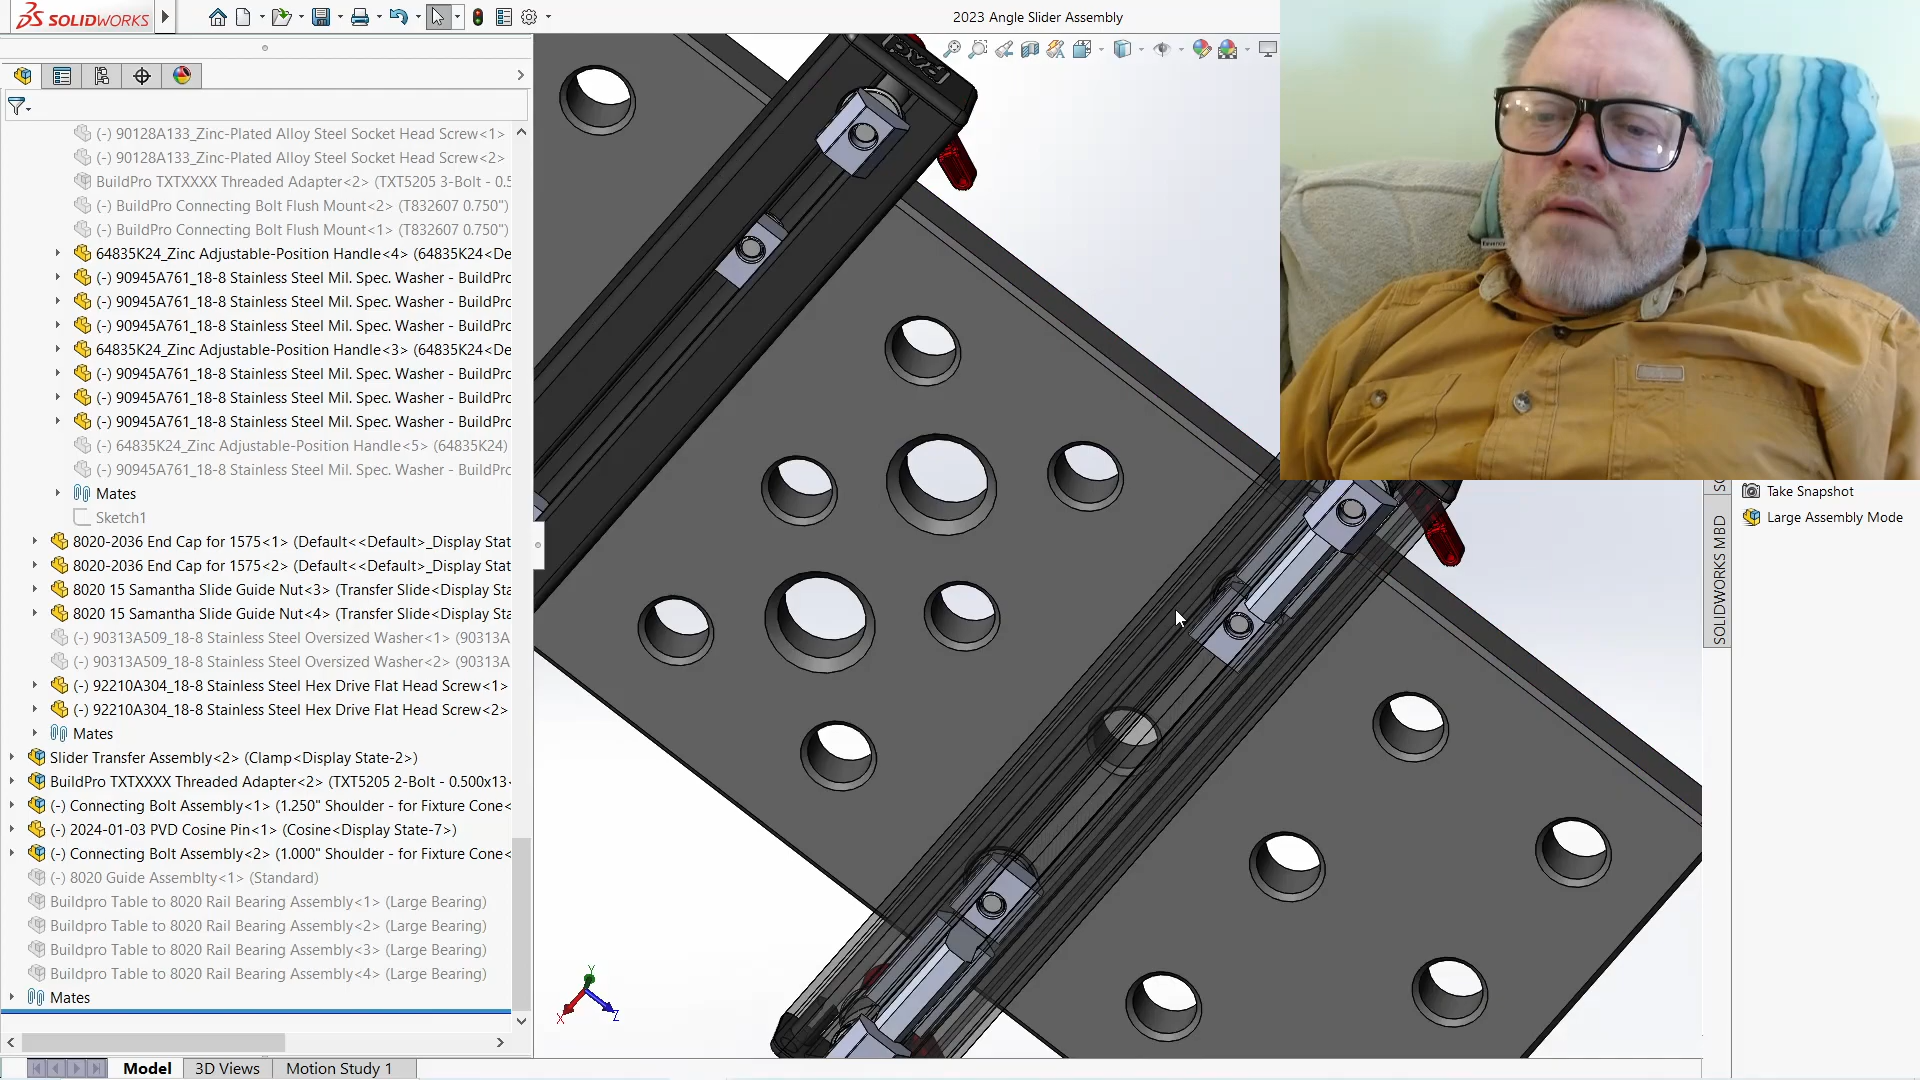 SOLIDWORKS
2023 Angle Slider Assembly
(-) 90128A133_Zinc-Plated Alloy Steel Socket Head Screw<1>
(-) 90128A133_Zinc-Plated Alloy Steel Socket Head Screw<2>
BuildPro TXTXXXX Threaded Adapter<2> (TXT5205 3-Bolt - 0.5
(-) BuildPro Connecting Bolt Flush Mount<2> (T832607 0.750")
(-) BuildPro Connecting Bolt Flush Mount<1> (T832607 0.750")
64835K24_Zinc Adjustable-Position Handle<4> (64835K24<De
(-) 90945A761_18-8 Stainless Steel Mil. Spec. Washer - BuildPro
(-) 90945A761_18-8 Stainless Steel Mil. Spec. Washer - BuildPro
(-) 90945A761_18-8 Stainless Steel Mil. Spec. Washer - BuildPro
64835K24_Zinc Adjustable-Position Handle<3> (64835K24<De
(-) 90945A761_18-8 Stainless Steel Mil. Spec. Washer - BuildPro
(-) 90945A761_18-8 Stainless Steel Mil. Spec. Washer - BuildPro
(-) 90945A761_18-8 Stainless Steel Mil. Spec. Washer - BuildPro
(-) 64835K24_Zinc Adjustable-Position Handle<5> (64835K24)
(-) 90945A761_18-8 Stainless Steel Mil. Spec. Washer - BuildPro
Mates
Sketch1
8020-2036 End Cap for 1575<1> (Default<<Default>_Display Stat
8020-2036 End Cap for 1575<2> (Default<<Default>_Display Stat
8020 15 Samantha Slide Guide Nut<3> (Transfer Slide<Display Sta
8020 15 Samantha Slide Guide Nut<4> (Transfer Slide<Display Sta
(-) 90313A509_18-8 Stainless Steel Oversized Washer<1> (90313A
(-) 90313A509_18-8 Stainless Steel Oversized Washer<2> (90313A
(-) 92210A304_18-8 Stainless Steel Hex Drive Flat Head Screw<1>
(-) 92210A304_18-8 Stainless Steel Hex Drive Flat Head Screw<2>
Mates
Slider Transfer Assembly<2> (Clamp<Display State-2>)
BuildPro TXTXXXX Threaded Adapter<2> (TXT5205 2-Bolt - 0.500x13-
(-) Connecting Bolt Assembly<1> (1.250" Shoulder - for Fixture Cone<
(-) 2024-01-03 PVD Cosine Pin<1> (Cosine<Display State-7>)
(-) Connecting Bolt Assembly<2> (1.000" Shoulder - for Fixture Cone<
(-) 8020 Guide Assemblty<1> (Standard)
Buildpro Table to 8020 Rail Bearing Assembly<1> (Large Bearing)
Buildpro Table to 8020 Rail Bearing Assembly<2> (Large Bearing)
Buildpro Table to 8020 Rail Bearing Assembly<3> (Large Bearing)
Buildpro Table to 8020 Rail Bearing Assembly<4> (Large Bearing)
Mates
Model
3D Views
Motion Study 1
PVD
Y
X
Z
SOLIDWORKS MBD
Take Snapshot
Large Assembly Mode